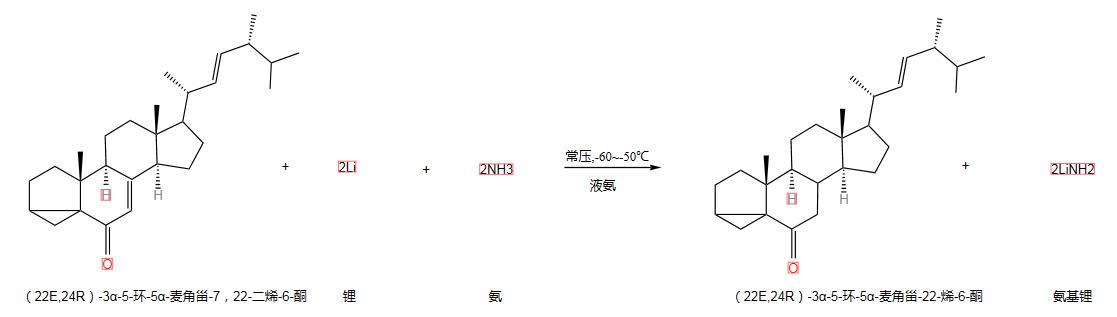 + 2Li + 2NH3 常压,-60~-50℃ + 2LiNH2
液氨
H H H H
O O
(22E,24R)-3α-5-环-5α-麦角甾-7,22-二烯-6-酮 锂 氨 (22E,24R)-3α-5-环-5α-麦角甾-22-烯-6-酮 氨基锂